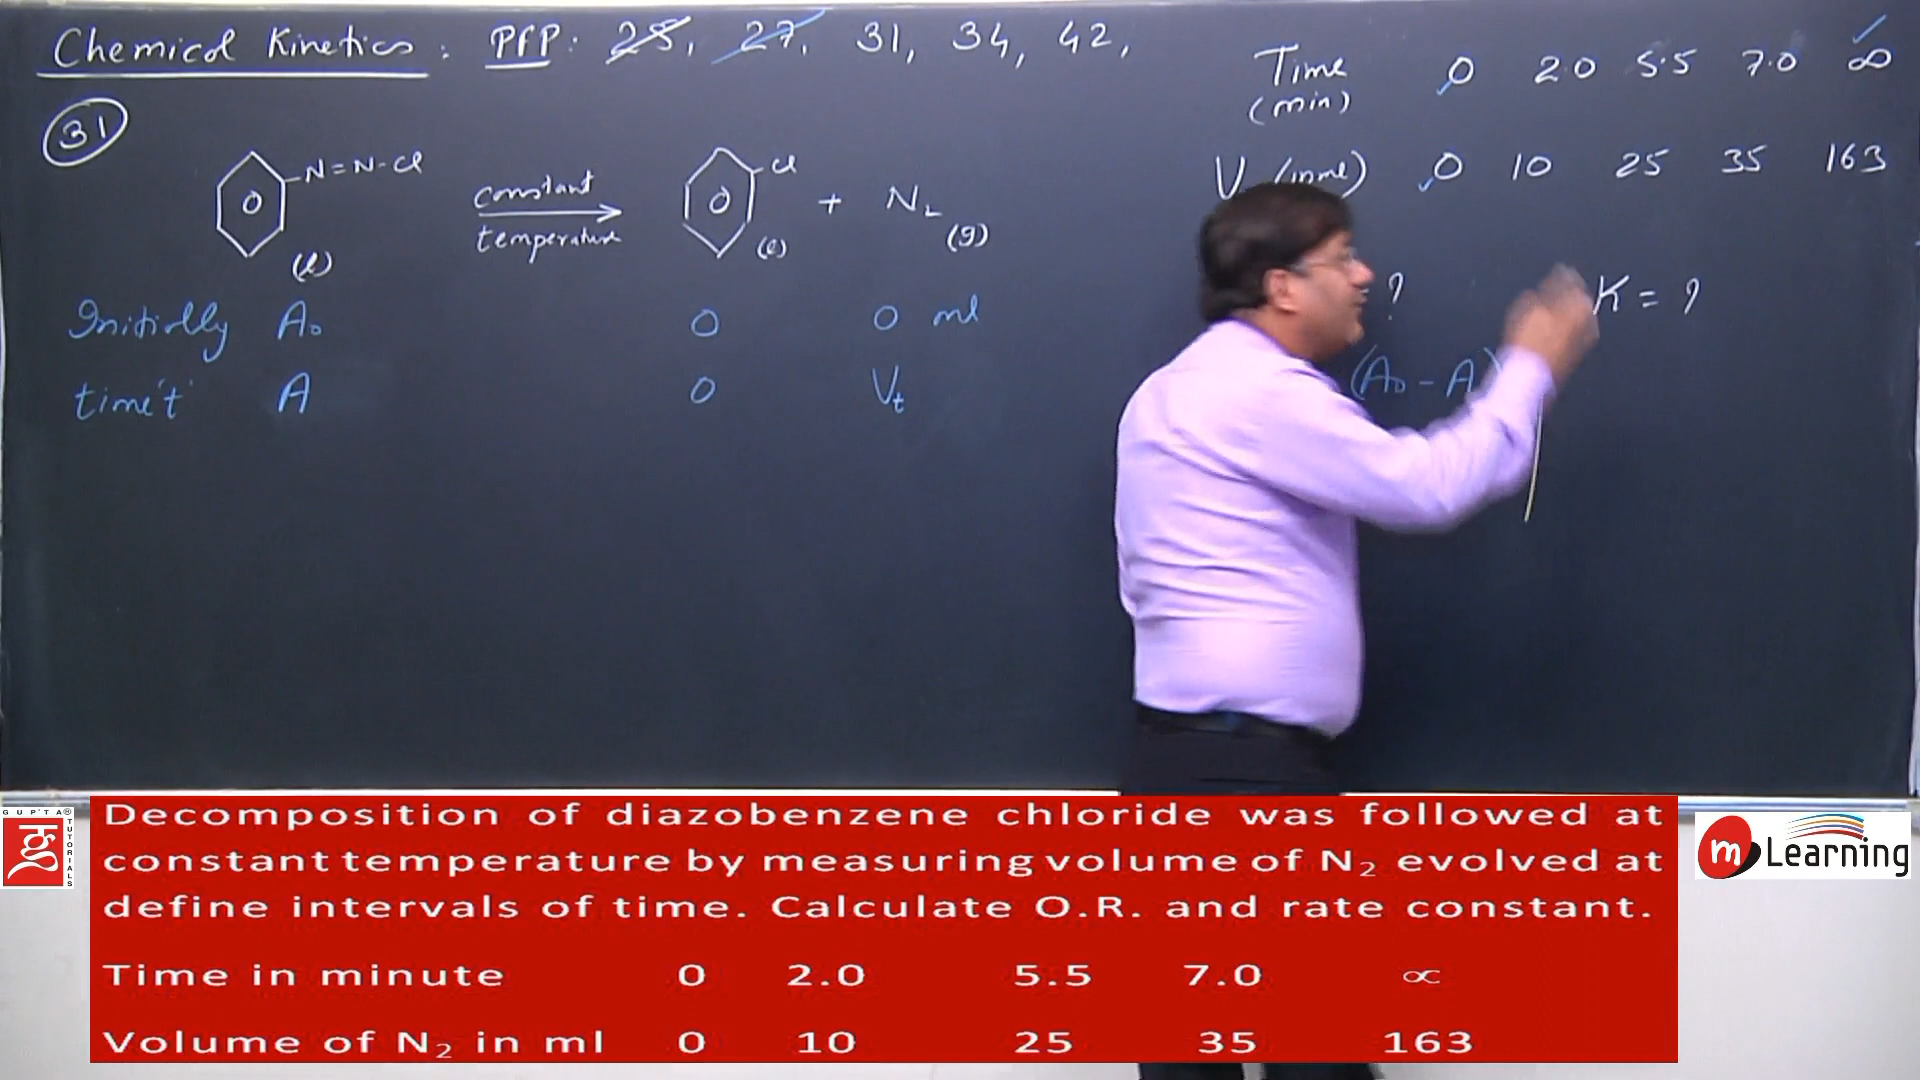 Chemical Kinetics : PfP : 25, 27, 31, 34, 42,
Time 0 2.0 5.5 7.0 ∞
(min)
V (in ml) 0 10 25 35 163
31
N=N-Cl
constant
temperature
(l)
Cl
(l)
+ N2
(g)
? K = ?
Initially A0 0 0 ml
(A0 - A)
time 't' A 0 Vt
Decomposition of diazobenzene chloride was followed at
constant temperature by measuring volume of N2 evolved at
define intervals of time. Calculate O.R. and rate constant.
Time in minute 0 2.0 5.5 7.0 ∝
Volume of N2 in ml 0 10 25 35 163
GUPTA®
TUTORIALS
m Learning